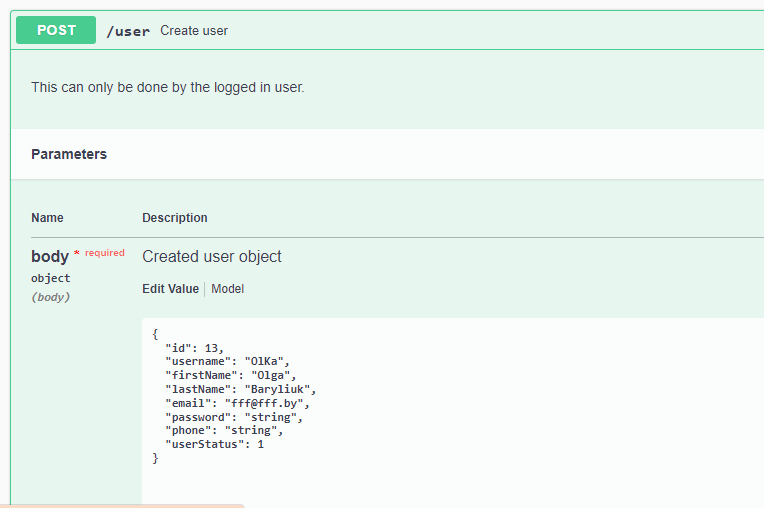 POST /user Create user
This can only be done by the logged in user.
Parameters
Name Description
body * required Created user object
object
(body)
Edit Value | Model
{
  "id": 13,
  "username": "OlKa",
  "firstName": "Olga",
  "lastName": "Baryliuk",
  "email": "fff@fff.by",
  "password": "string",
  "phone": "string",
  "userStatus": 1
}